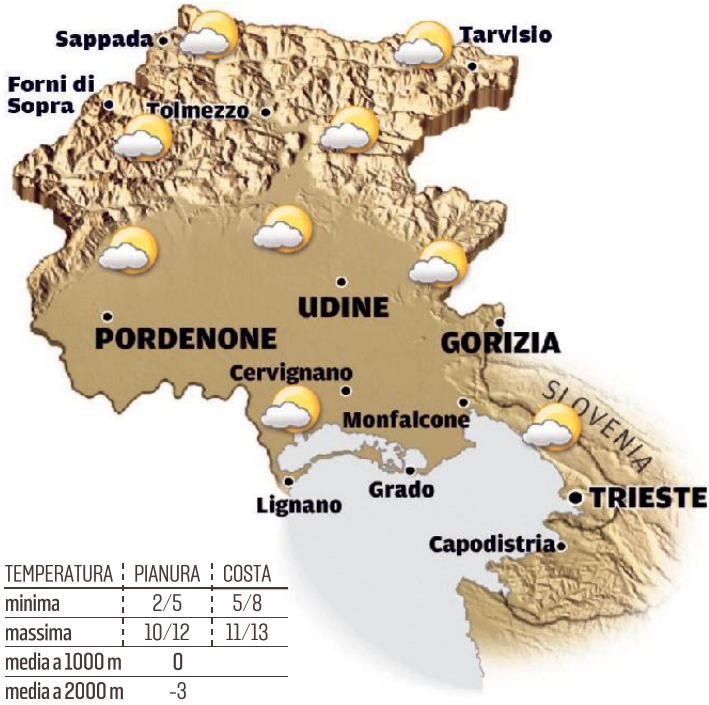 Sappada
Tarvisio
Forni di
Sopra
Tolmezzo
UDINE
PORDENONE
GORIZIA
Cervignano
Monfalcone
SLOVENIA
Grado
Lignano
TRIESTE
Capodistria
TEMPERATURA PIANURA COSTA
minima 2/5 5/8
massima 10/12 11/13
media a 1000 m 0
media a 2000 m -3